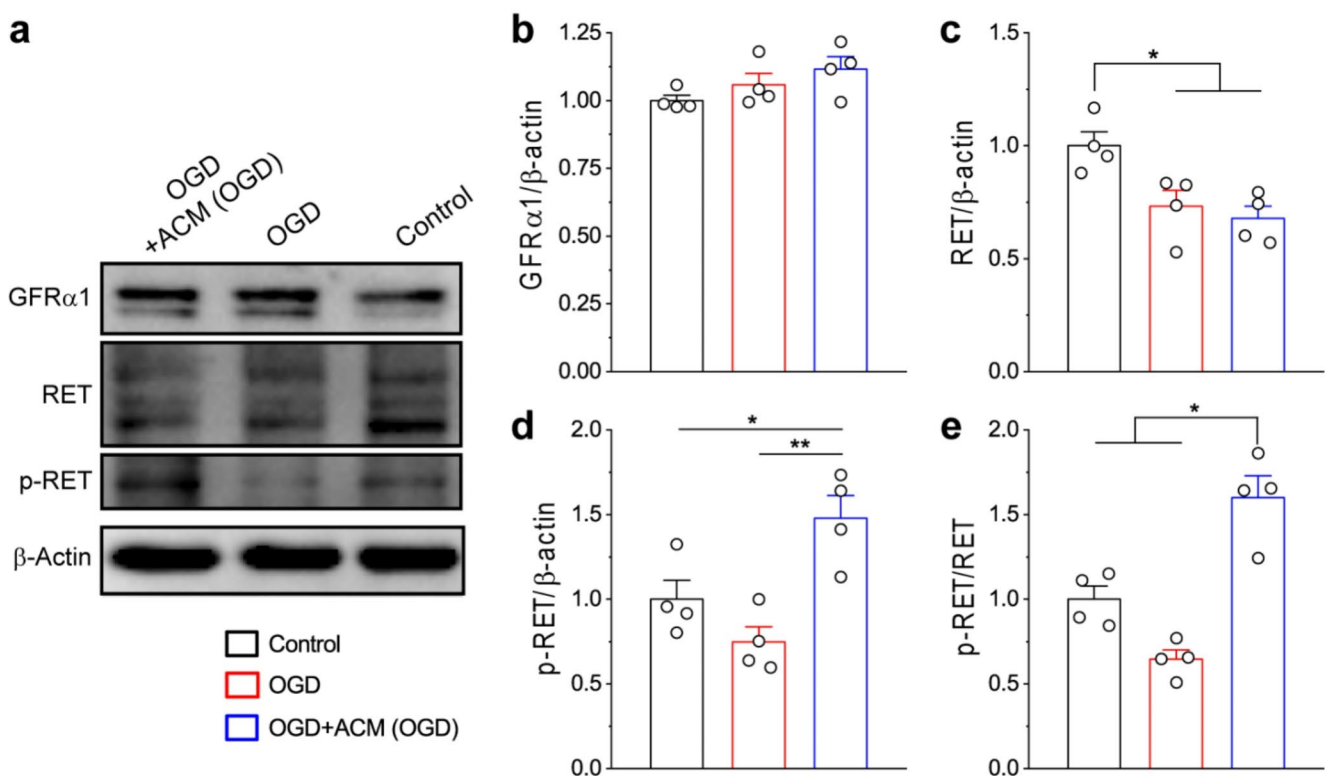 a
OGD
+ACM (OGD)
OGD
Control
GFRα1
RET
p-RET
β-Actin
Control
OGD
OGD+ACM (OGD)
b
GFRα1/β-actin
1.25
1.00
0.75
0.50
1.25
0.00
c
RET/β-actin
1.5
1.0
0.5
0.0
*
d
p-RET/β-actin
2.0
1.5
1.0
0.5
0.0
*
**
e
p-RET/RET
2.0
1.5
1.0
0.5
0.0
*